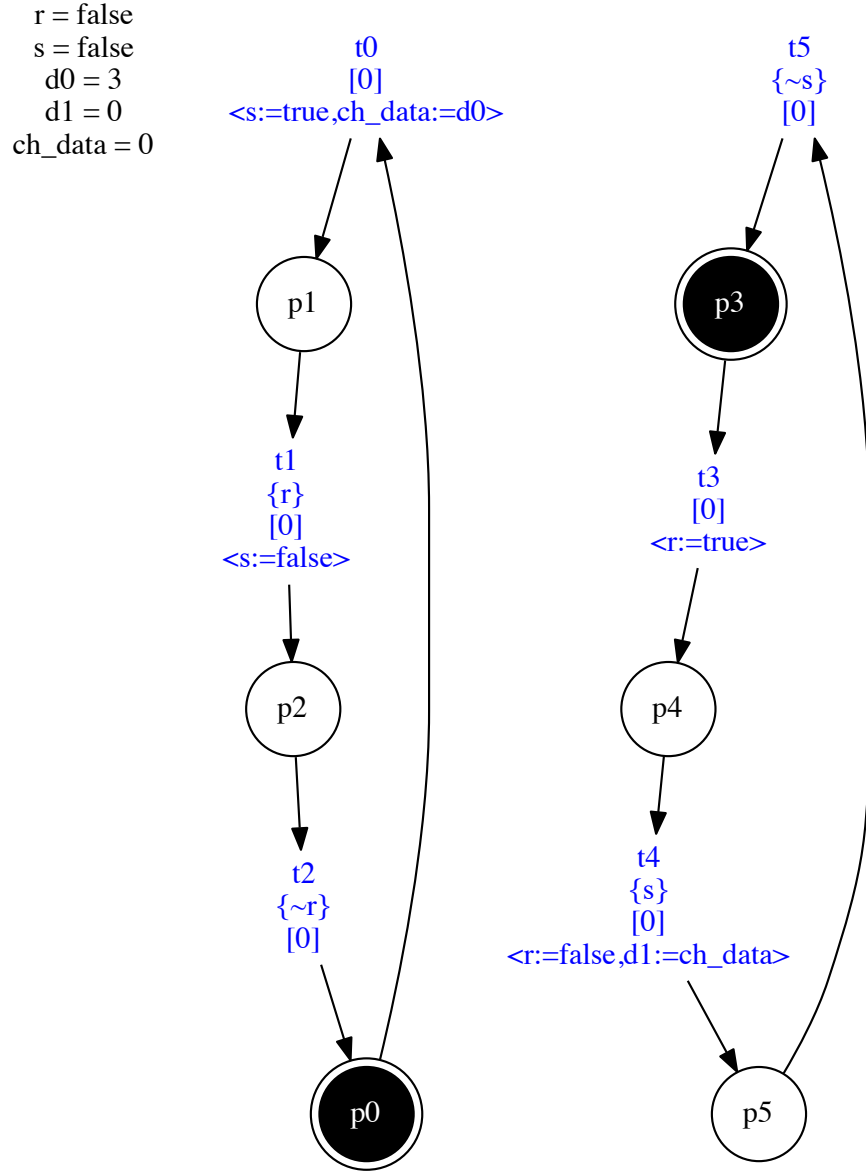 r = false
s = false
d0 = 3
d1 = 0
ch_data = 0
t0
[0]
<s:=true,ch_data:=d0>
p1
t1
{r}
[0]
<s:=false>
p2
t2
{~r}
[0]
p0
t5
{~s}
[0]
p3
t3
[0]
<r:=true>
p4
t4
{s}
[0]
<r:=false,d1:=ch_data>
p5